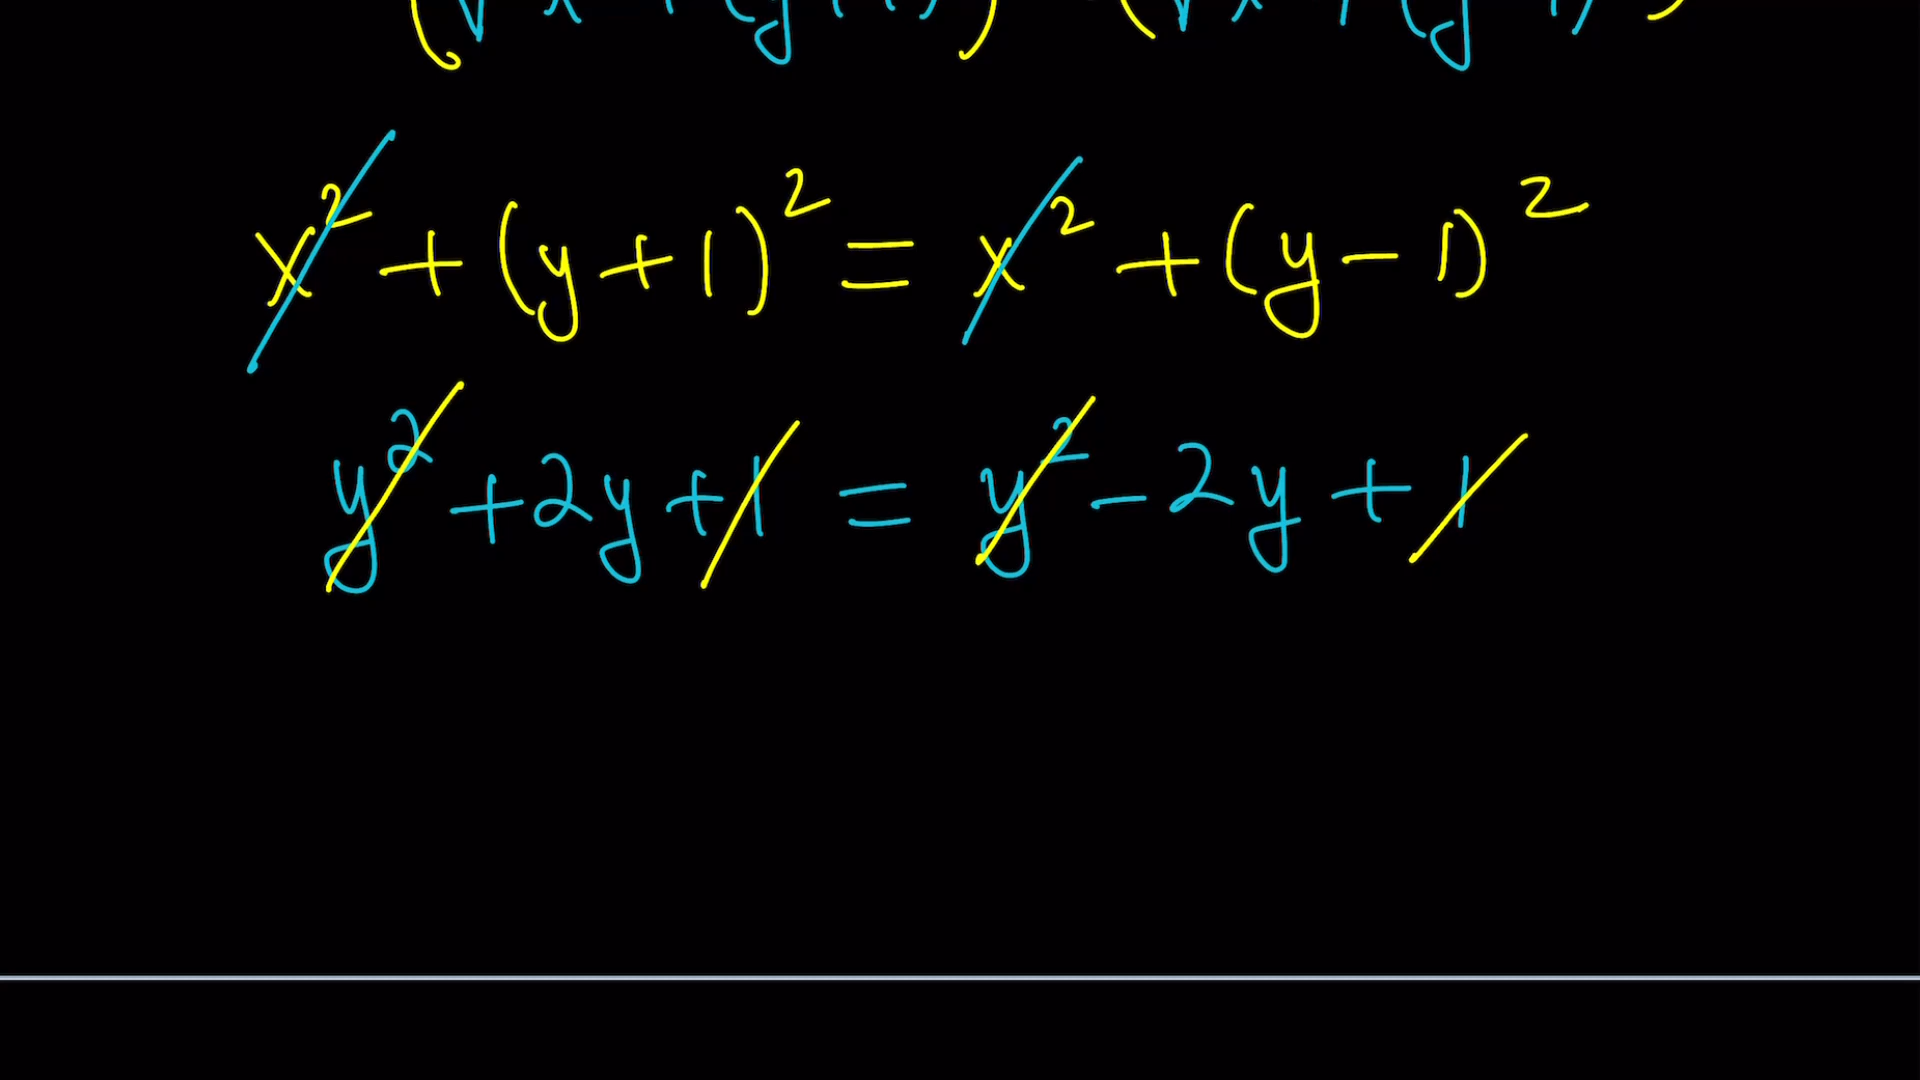 x² + (y+1)² = x² + (y-1)²
y² + 2y + 1 = y² - 2y + 1